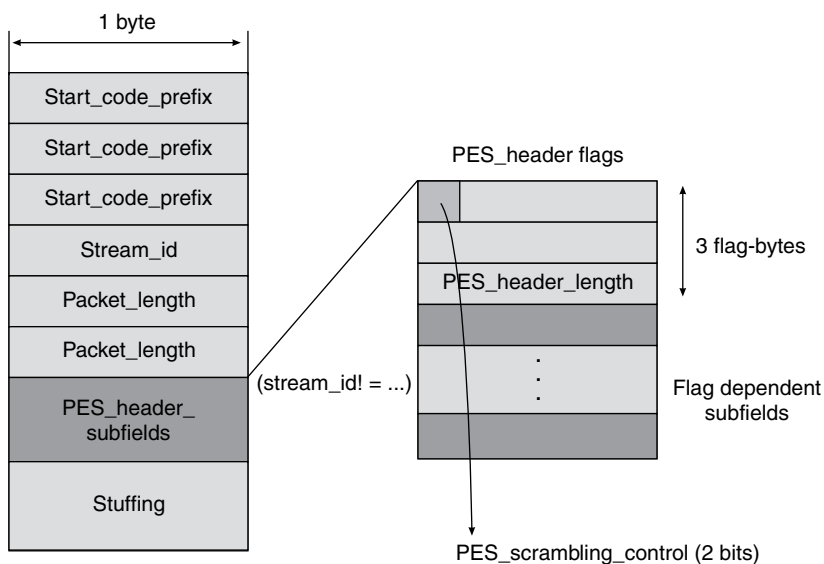 1 byte
Start_code_prefix
Start_code_prefix
Start_code_prefix
Stream_id
Packet_length
Packet_length
PES_header_
subfields
Stuffing
(stream_id! = ...)
PES_header flags
3 flag-bytes
PES_header_length
Flag dependent
subfields
PES_scrambling_control (2 bits)